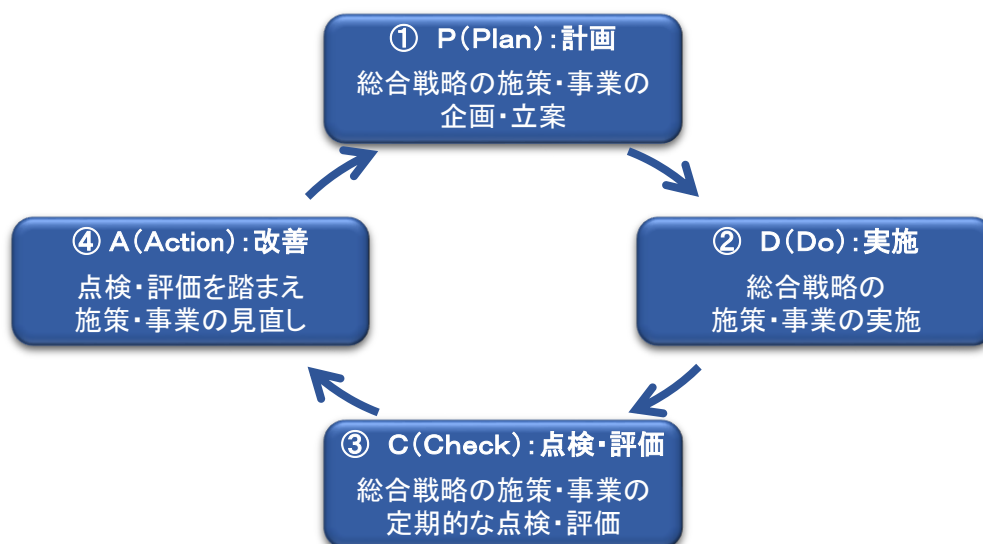 ① P(Plan):計画
総合戦略の施策・事業の
企画・立案
② D(Do):実施
総合戦略の
施策・事業の実施
③ C(Check):点検・評価
総合戦略の施策・事業の
定期的な点検・評価
④ A(Action):改善
点検・評価を踏まえ
施策・事業の見直し